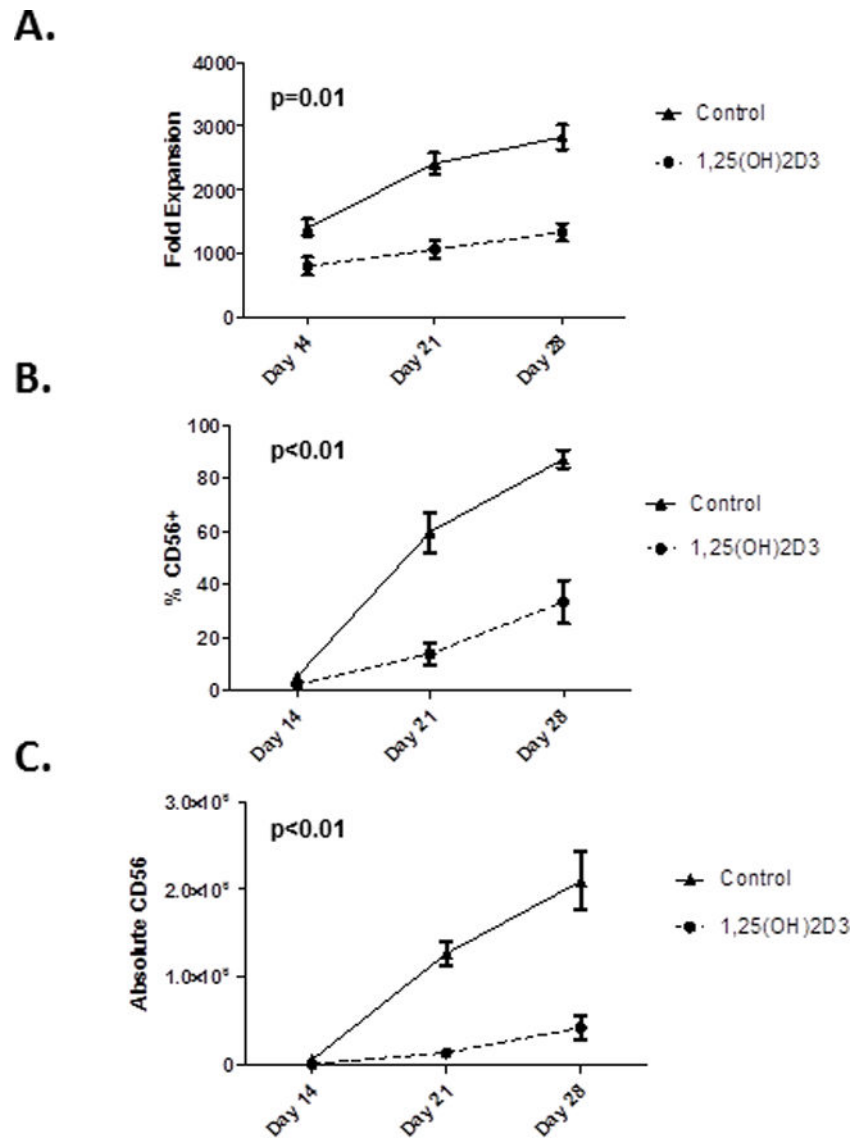 A.
4000
3000
2000
1000
0
Fold Expansion
p=0.01
Control
1,25(OH)2D3
Day 14
Day 21
Day 28
B.
100
80
60
40
20
0
% CD56+
p<0.01
Control
1,25(OH)2D3
Day 14
Day 21
Day 28
C.
0
Absolute CD56
p<0.01
Control
1,25(OH)2D3
Day 14
Day 21
Day 28